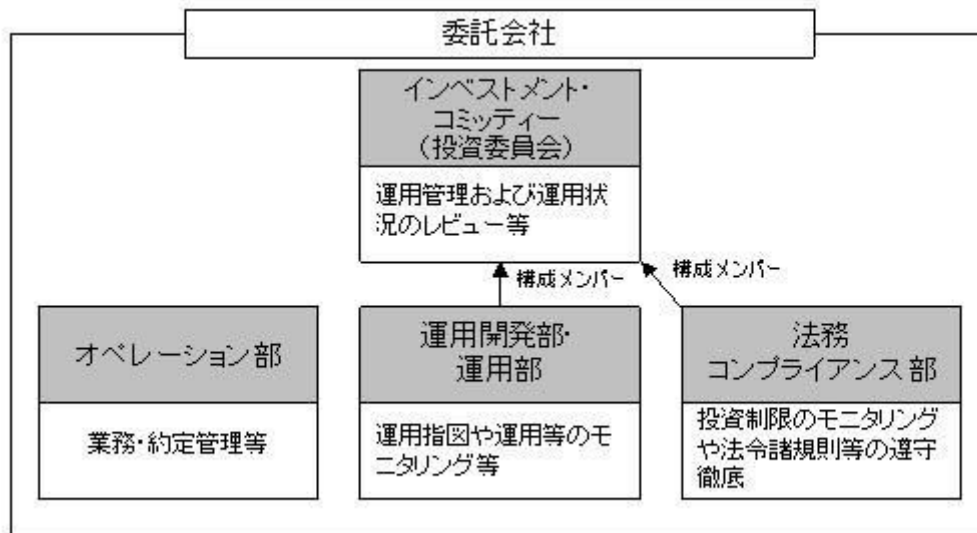 委託会社
インベストメント・
コミッティー
（投資委員会）
運用管理および運用状
況のレビュー等
構成メンバー
構成メンバー
オペレーション部
業務・約定管理等
運用開発部・
運用部
運用指図や運用等のモ
ニタリング等
法務
コンプライアンス部
投資制限のモニタリング
や法令諸規則等の遵守
徹底